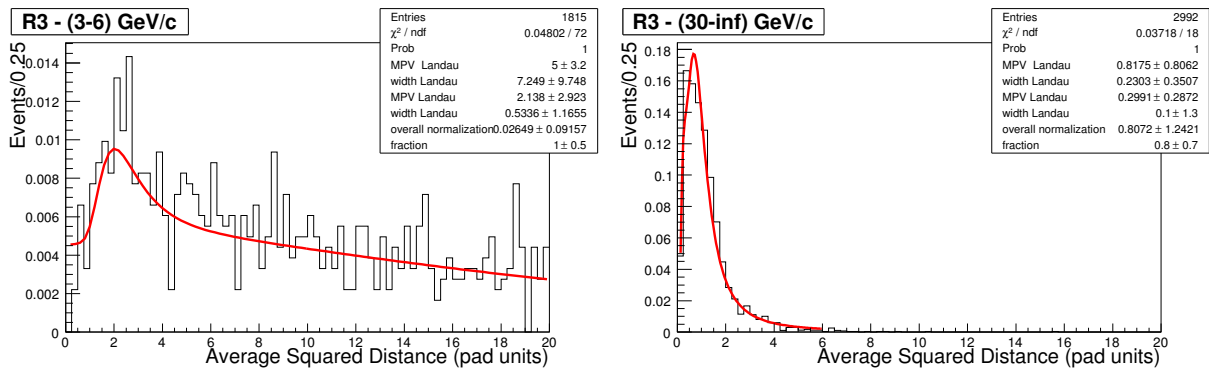 R3 - (3-6) GeV/c
Entries 1815
χ² / ndf 0.04802 / 72
Prob 1
MPV Landau 5 ± 3.2
width Landau 7.249 ± 9.748
MPV Landau 2.138 ± 2.923
width Landau 0.5336 ± 1.1655
overall normalization 0.02649 ± 0.09157
fraction 1 ± 0.5
Events/0.25
0.014
0.012
0.01
0.008
0.006
0.004
0.002
0
0 2 4 6 8 10 12 14 16 18 20
Average Squared Distance (pad units)
R3 - (30-inf) GeV/c
Entries 2992
χ² / ndf 0.03718 / 18
Prob 1
MPV Landau 0.8175 ± 0.8062
width Landau 0.2303 ± 0.3507
MPV Landau 0.2991 ± 0.2872
width Landau 0.1 ± 1.3
overall normalization 0.8072 ± 1.2421
fraction 0.8 ± 0.7
Events/0.25
0.18
0.16
0.14
0.12
0.1
0.08
0.06
0.04
0.02
0
0 2 4 6 8 10 12 14 16 18 20
Average Squared Distance (pad units)